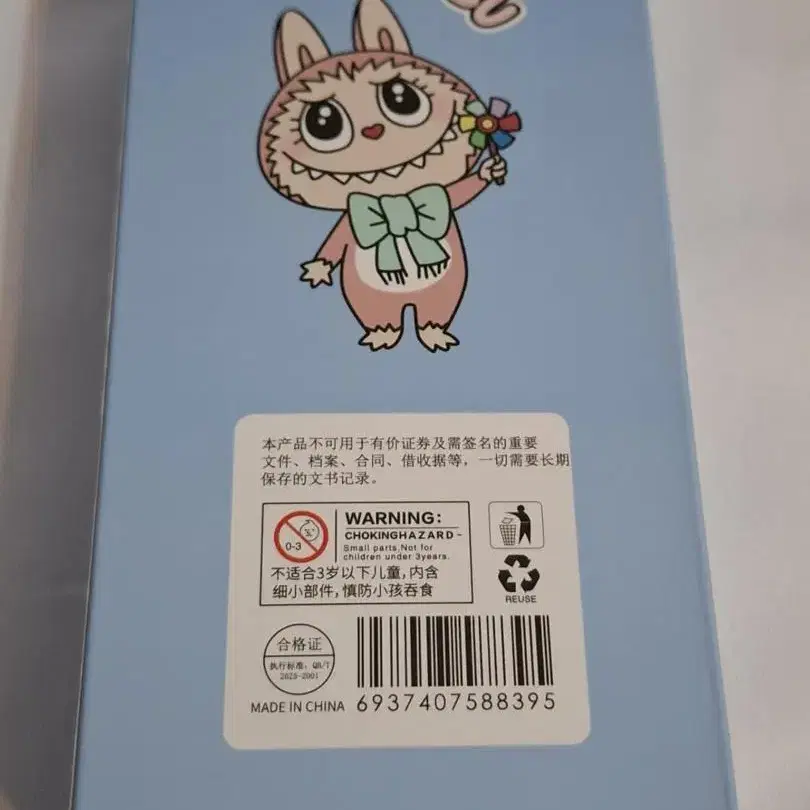 本产品不可用于有价证券及需签名的重要
文件、档案、合同、借收据等，一切需要长期
保存的文书记录。
0-3
WARNING:
CHOKINGHAZARD-
Small parts,Not for
children under 3years.
不适合3岁以下儿童,内含
细小部件,慎防小孩吞食
REUSE
合格证
执行标准：QB/T
2625-2001
MADE IN CHINA
6937407588395